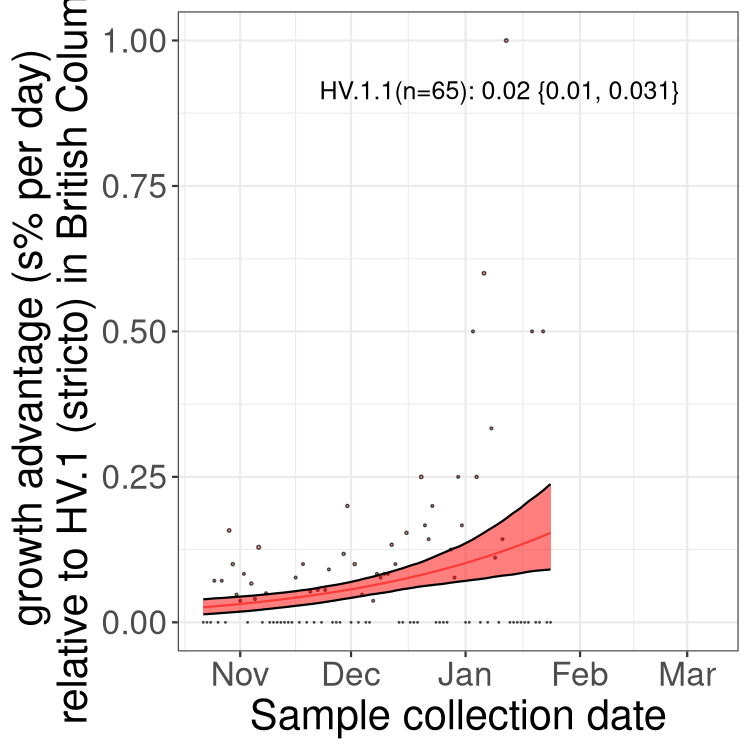 growth advantage (s% per day)
relative to HV.1 (stricto) in British Colum
1.00
0.75
0.50
0.25
0.00
HV.1.1(n=65): 0.02 {0.01, 0.031}
Nov Dec Jan Feb Mar
Sample collection date